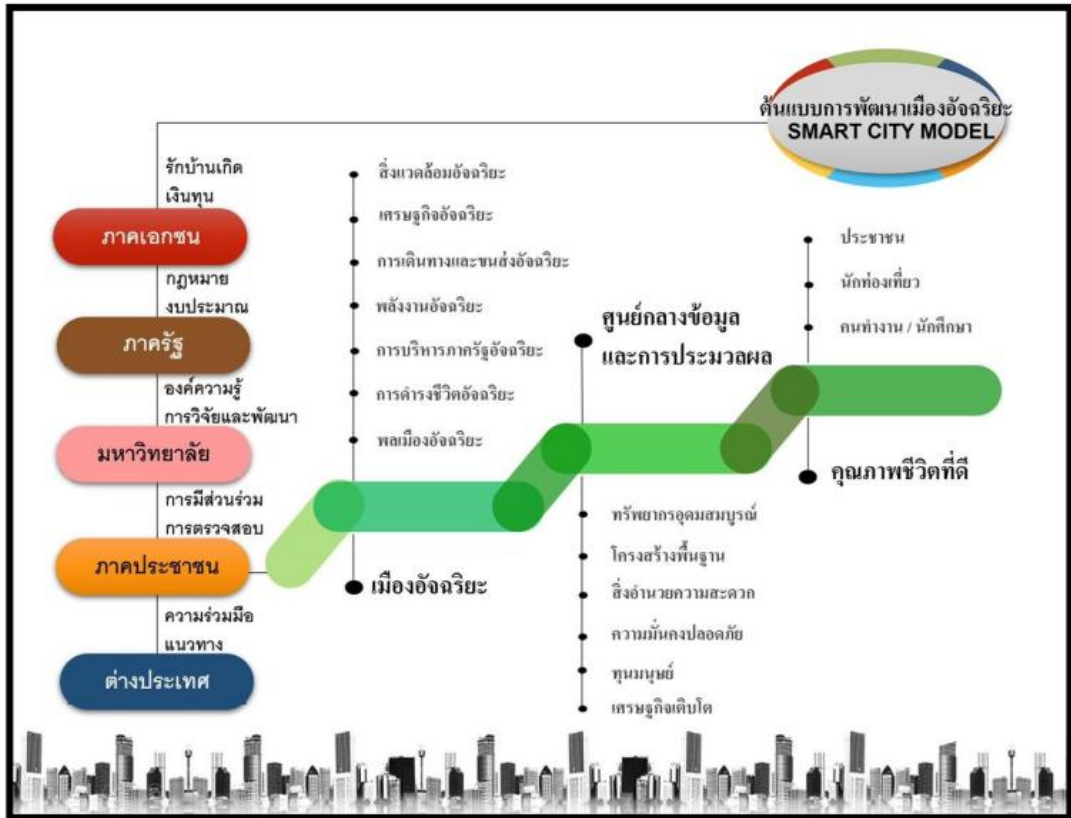 ต้นแบบการพัฒนาเมืองอัจฉริยะ
SMART CITY MODEL
รักบ้านเกิด
เงินทุน
ภาคเอกชน
กฎหมาย
งบประมาณ
ภาครัฐ
องค์ความรู้
การวิจัยและพัฒนา
มหาวิทยาลัย
การมีส่วนร่วม
การตรวจสอบ
ภาคประชาชน
ความร่วมมือ
แนวทาง
ต่างประเทศ
สิ่งแวดล้อมอัจฉริยะ
เศรษฐกิจอัจฉริยะ
การเดินทางและขนส่งอัจฉริยะ
พลังงานอัจฉริยะ
การบริหารภาครัฐอัจฉริยะ
การดำรงชีวิตอัจฉริยะ
พลเมืองอัจฉริยะ
เมืองอัจฉริยะ
ศูนย์กลางข้อมูล
และการประมวลผล
ทรัพยากรอุดมสมบูรณ์
โครงสร้างพื้นฐาน
สิ่งอำนวยความสะดวก
ความมั่นคงปลอดภัย
ทุนมนุษย์
เศรษฐกิจเติบโต
ประชาชน
นักท่องเที่ยว
คนทำงาน / นักศึกษา
คุณภาพชีวิตที่ดี